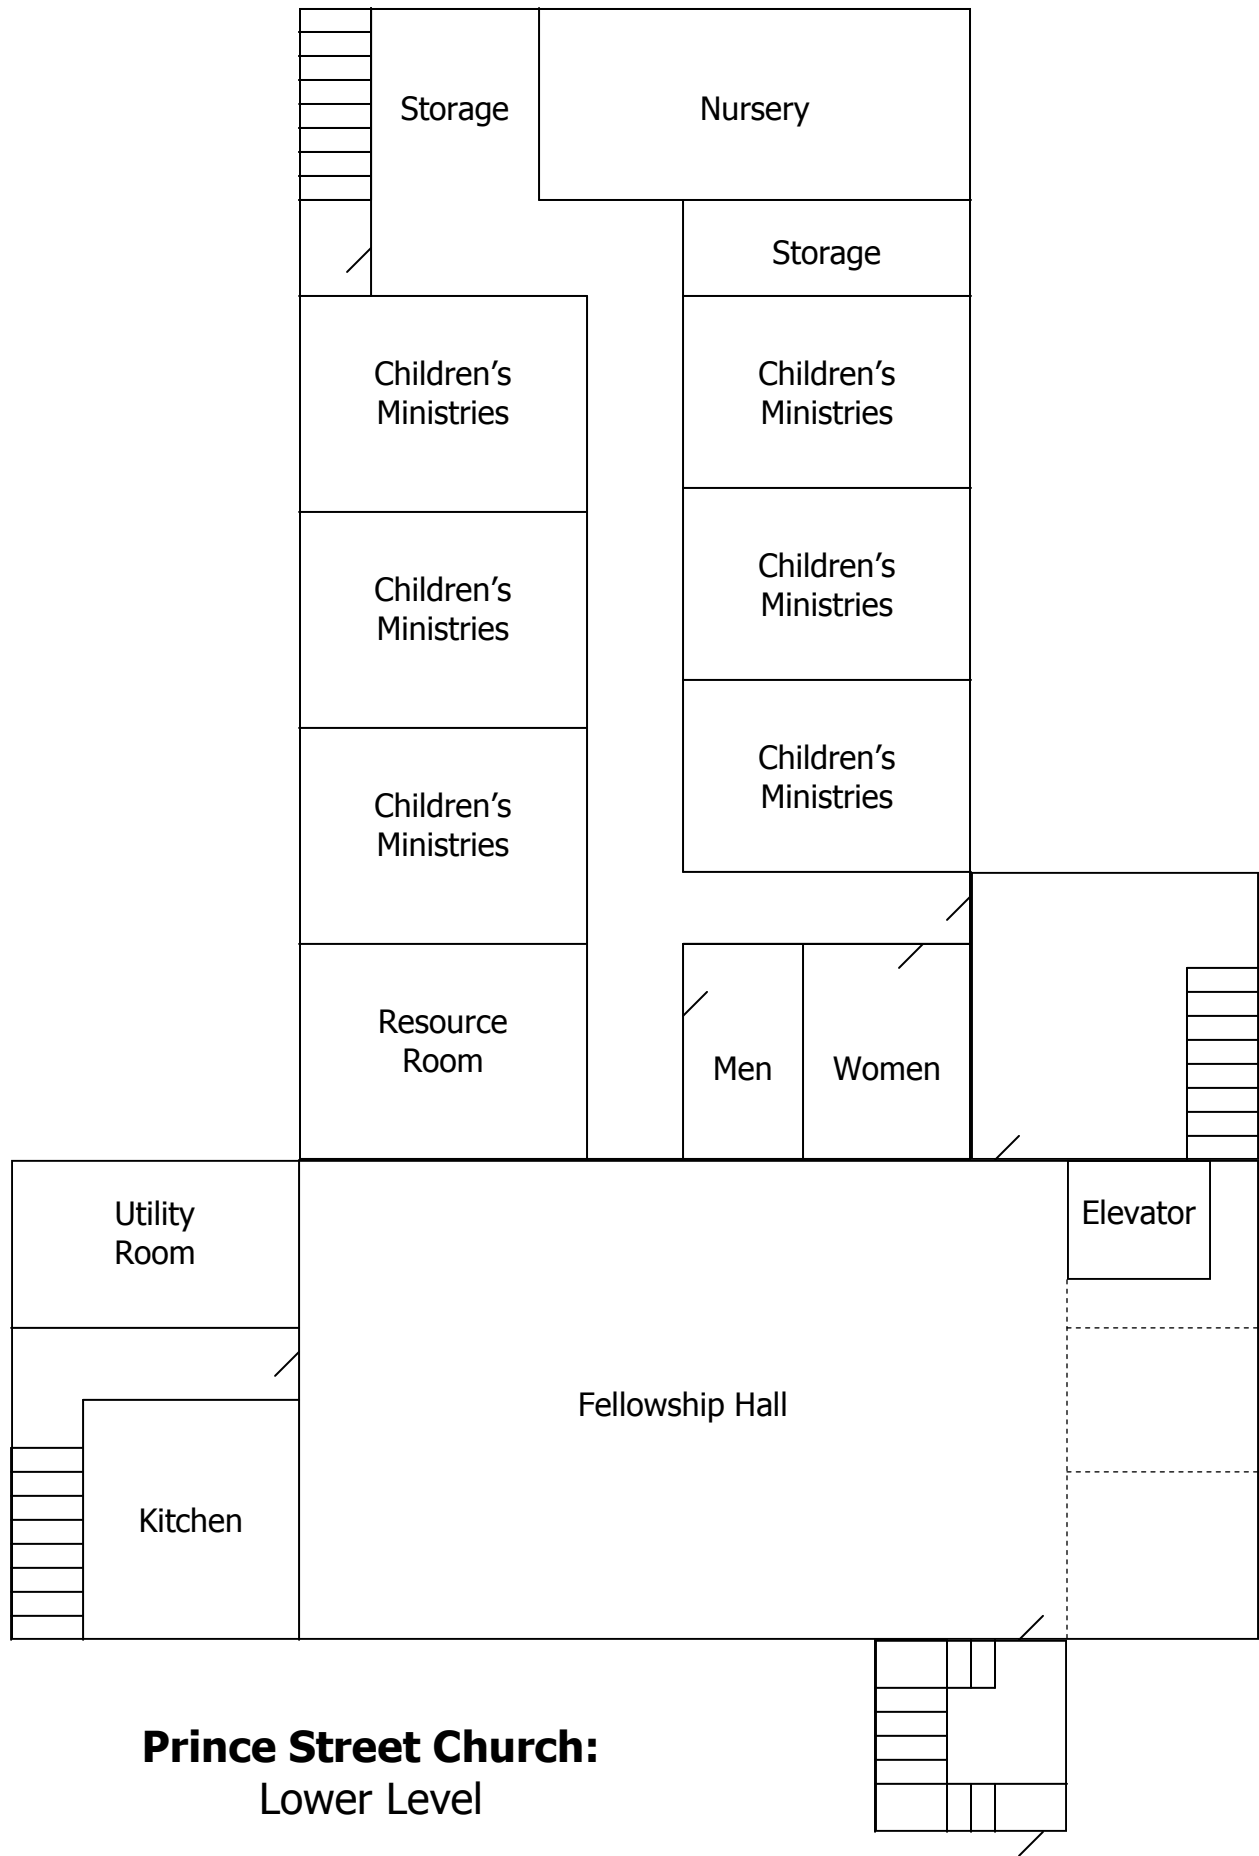 Storage
Nursery
Storage
Children’s
Ministries
Children’s
Ministries
Children’s
Ministries
Children’s
Ministries
Children’s
Ministries
Children’s
Ministries
Resource
Room
Men
Women
Utility
Room
Elevator
Fellowship Hall
Kitchen
Prince Street Church:
Lower Level